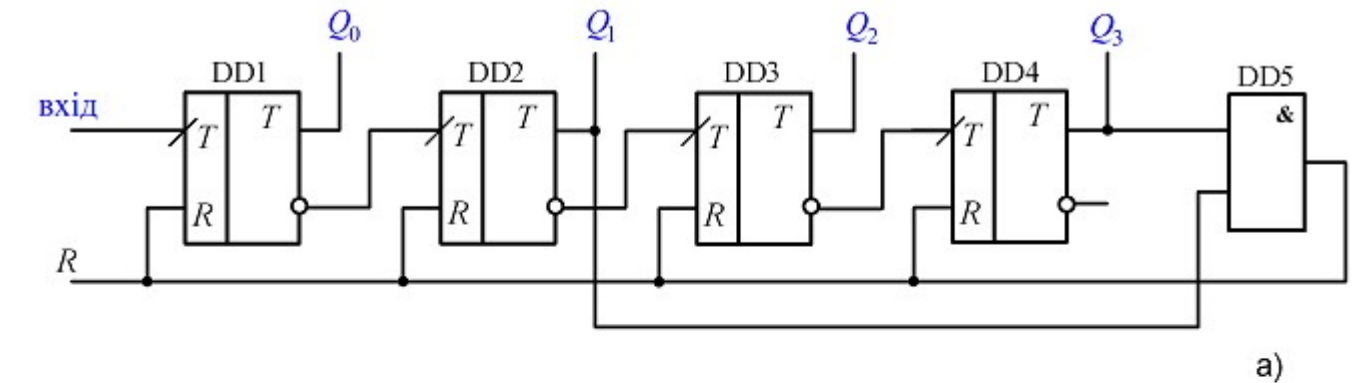 Q₀ Q₁ Q₂ Q₃
DD1 DD2 DD3 DD4 DD5
вхід
T T T T T T T T &
R R R R
R
а)